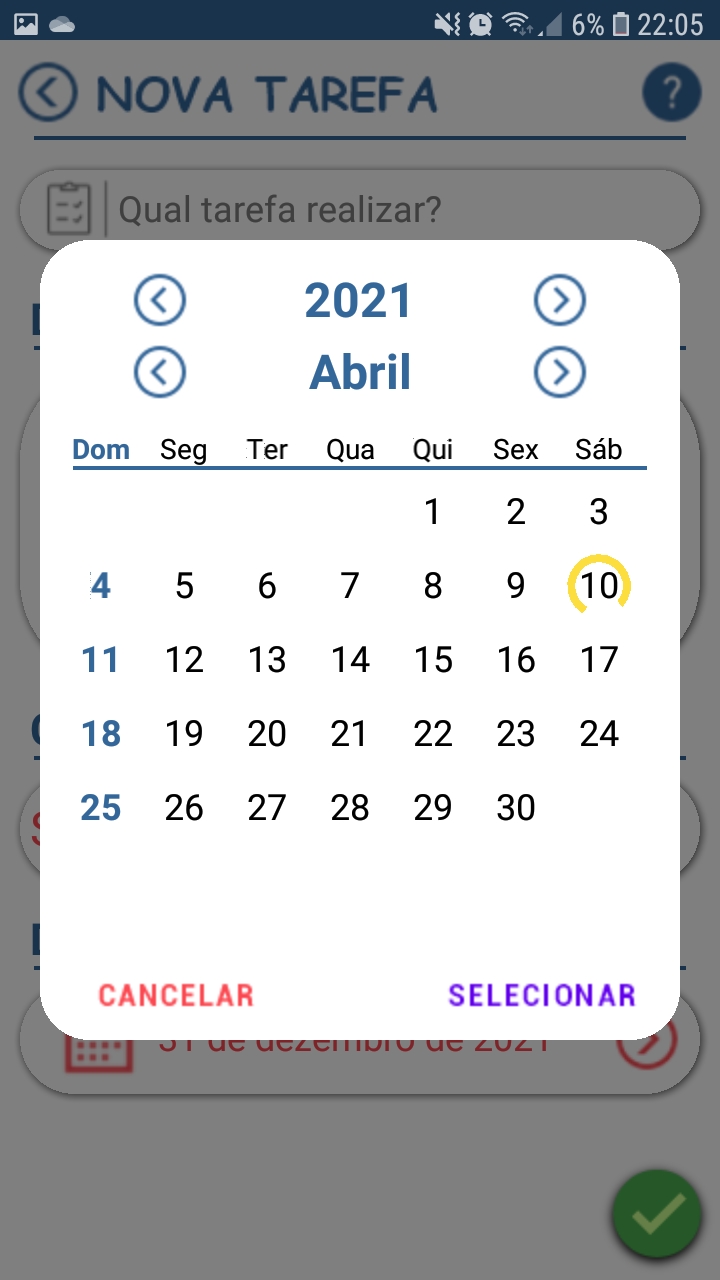 6% 22:05
NOVA TAREFA ?
Qual tarefa realizar?
2021
Abril
Dom Seg Ter Qua Qui Sex Sáb
1 2 3
4 5 6 7 8 9 10
11 12 13 14 15 16 17
18 19 20 21 22 23 24
25 26 27 28 29 30
CANCELAR SELECIONAR
31 de dezembro de 2021